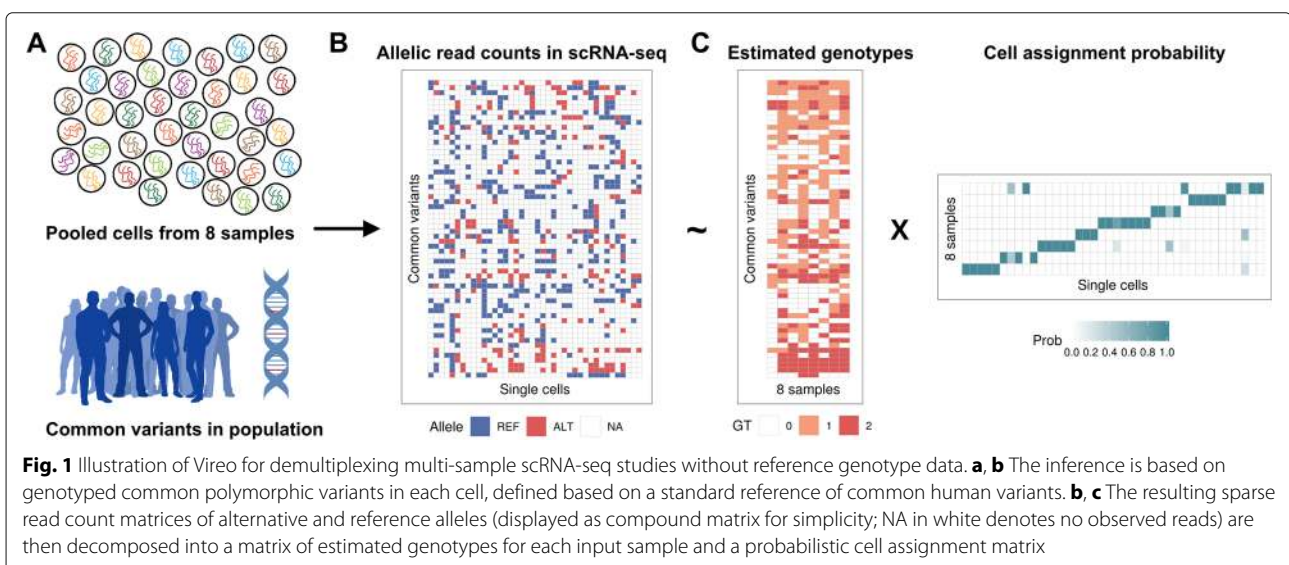 A
B
C
Allelic read counts in scRNA-seq
Estimated genotypes
Cell assignment probability
Pooled cells from 8 samples
Common variants in population
Common variants
Single cells
Allele REF ALT NA
~
Common variants
8 samples
GT 0 1 2
X
8 samples
Single cells
Prob
0.0 0.2 0.4 0.6 0.8 1.0
Fig. 1 Illustration of Vireo for demultiplexing multi-sample scRNA-seq studies without reference genotype data. a, b The inference is based on
genotyped common polymorphic variants in each cell, defined based on a standard reference of common human variants. b, c The resulting sparse
read count matrices of alternative and reference alleles (displayed as compound matrix for simplicity; NA in white denotes no observed reads) are
then decomposed into a matrix of estimated genotypes for each input sample and a probabilistic cell assignment matrix